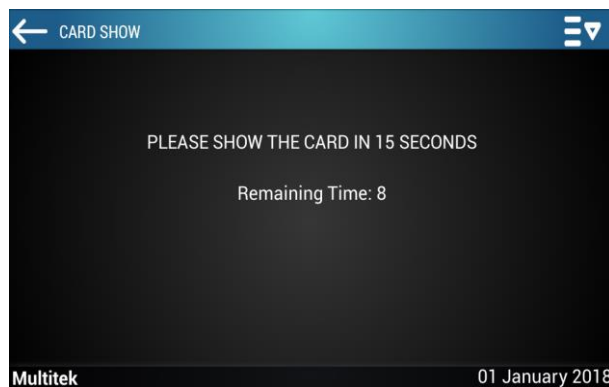 CARD SHOW
PLEASE SHOW THE CARD IN 15 SECONDS
Remaining Time: 8
Multitek 01 January 2018